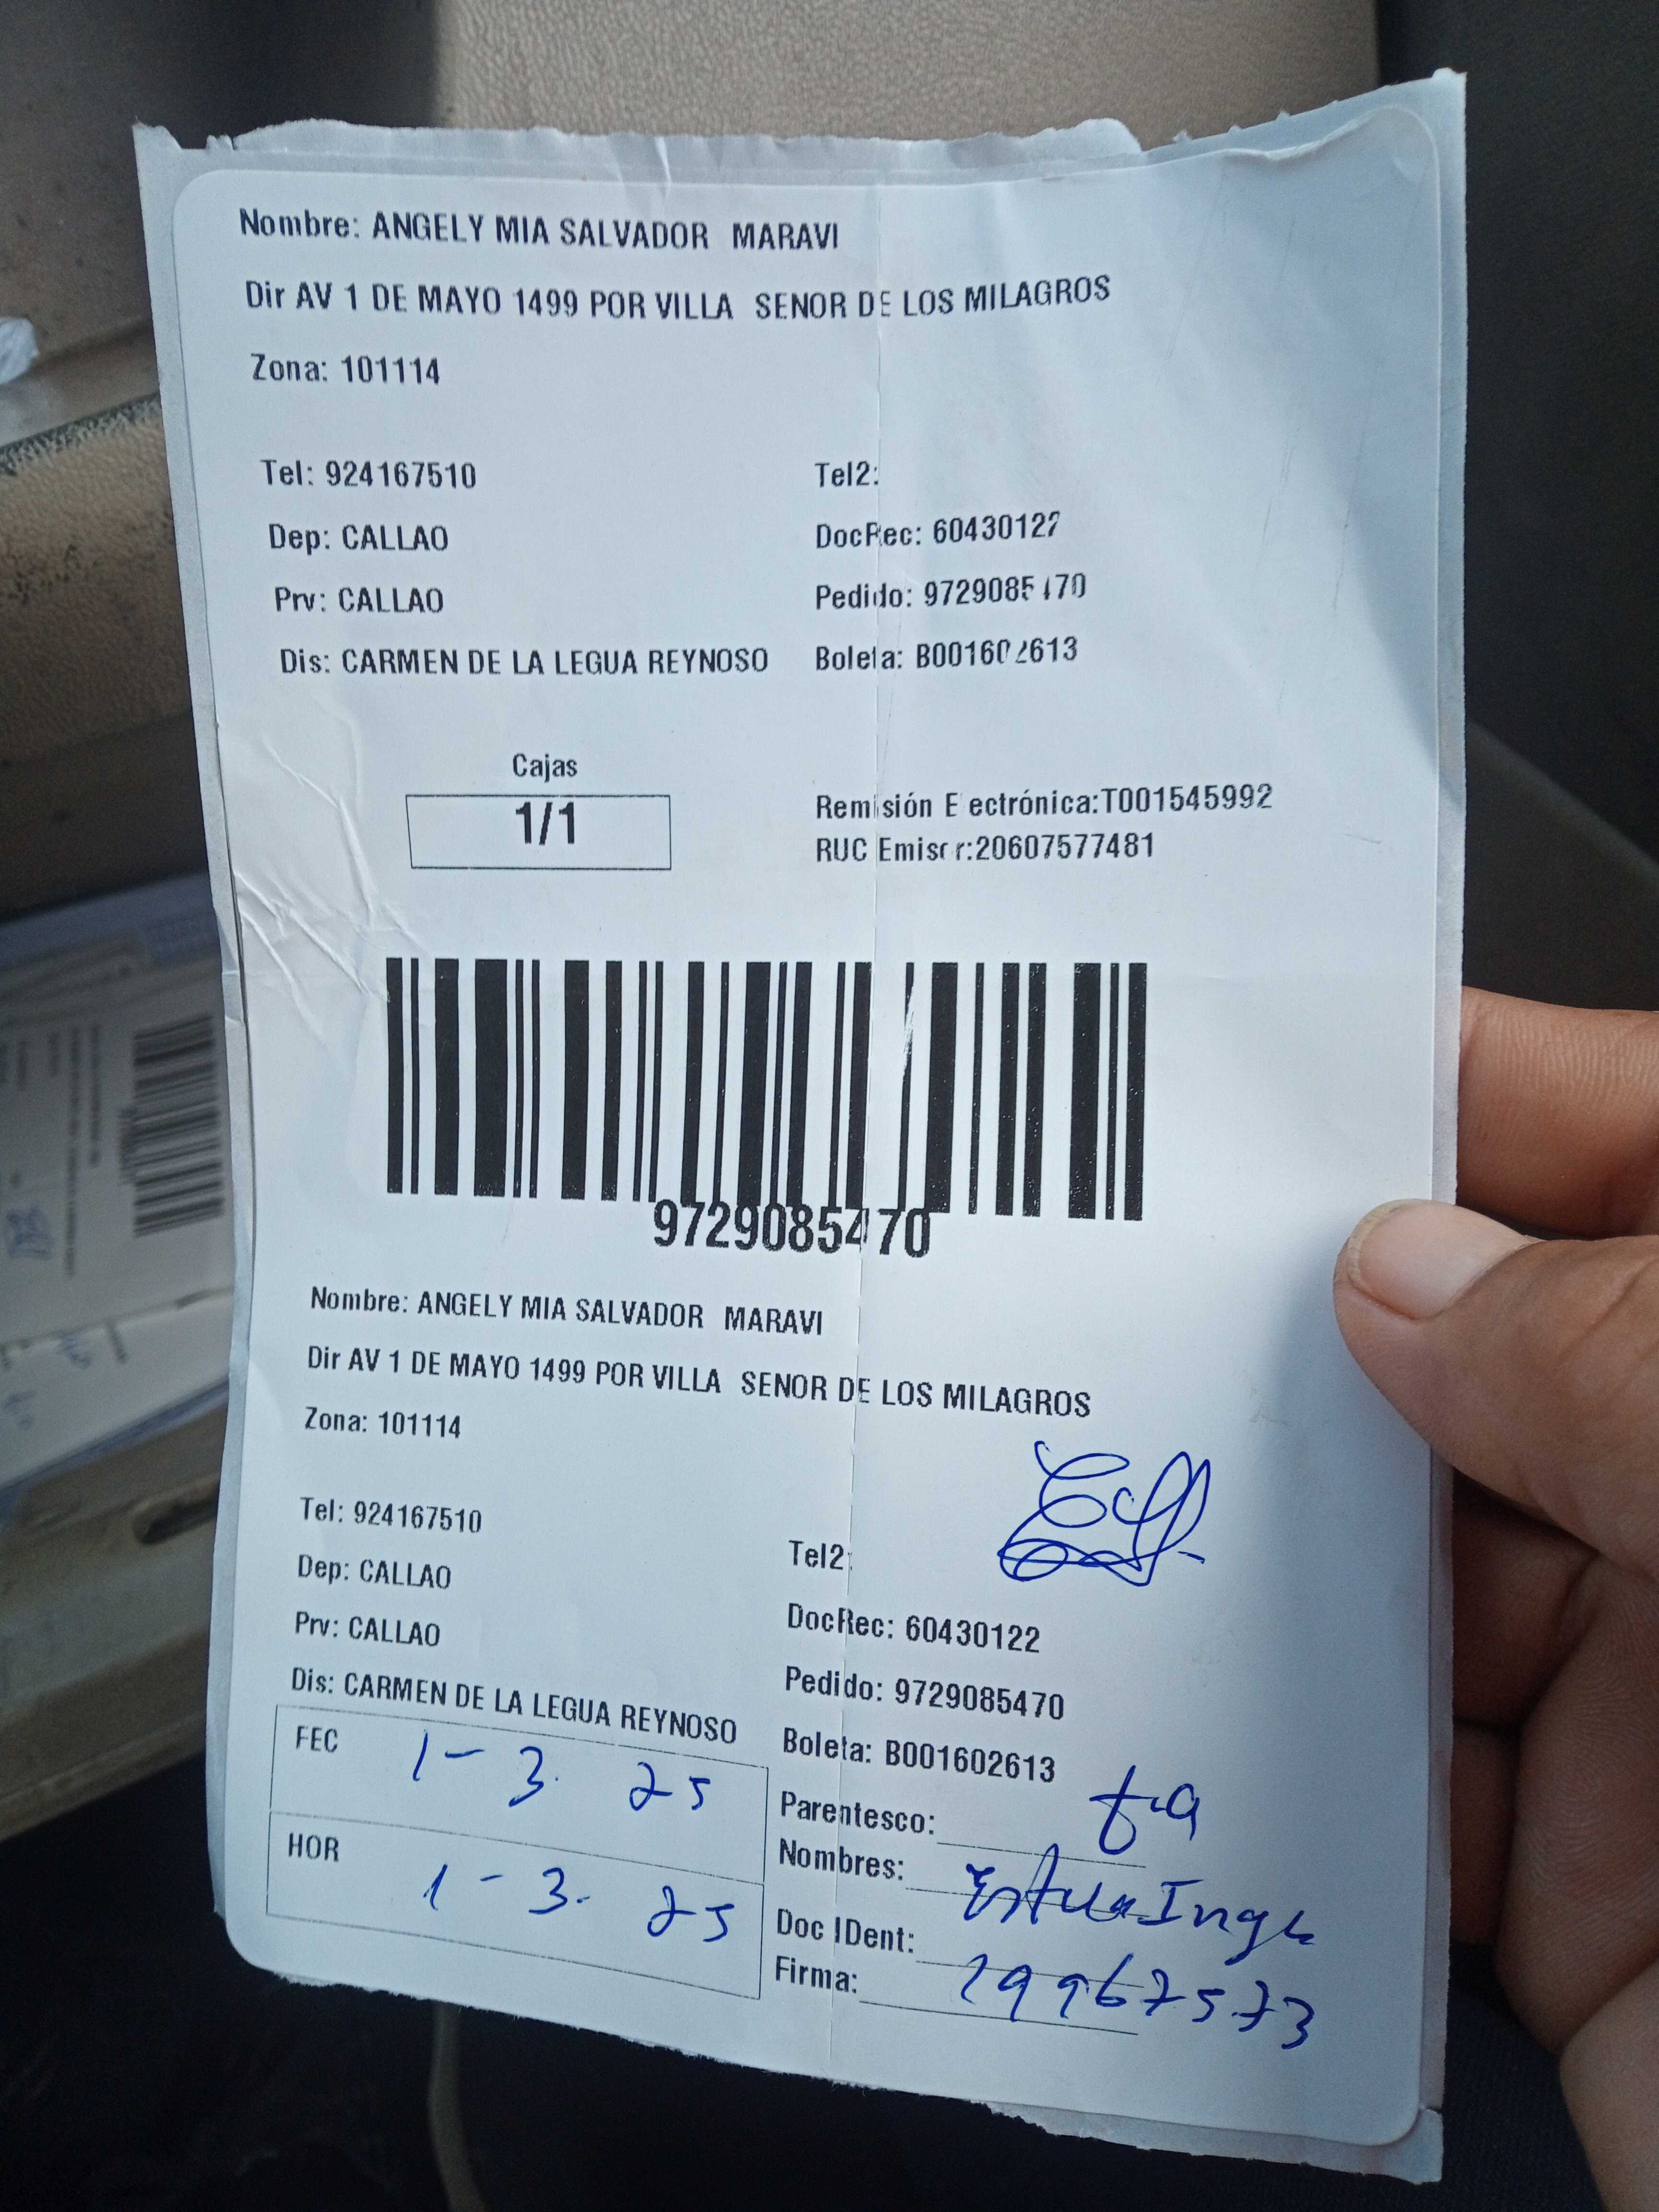 Nombre: ANGELY MIA SALVADOR MARAVI
Dir AV 1 DE MAYO 1499 POR VILLA SENOR DE LOS MILAGROS
Zona: 101114
Tel: 924167510 Tel2:
Dep: CALLAO DocRec: 60430122
Prv: CALLAO Pedido: 9729085470
Dis: CARMEN DE LA LEGUA REYNOSO Boleta: B001602613
Cajas
1/1
Remisión Electrónica:T001545992
RUC Emisor:20607577481
9729085470
Nombre: ANGELY MIA SALVADOR MARAVI
Dir AV 1 DE MAYO 1499 POR VILLA SENOR DE LOS MILAGROS
Zona: 101114
Tel: 924167510 Tel2:
Dep: CALLAO DocRec: 60430122
Prv: CALLAO Pedido: 9729085470
Dis: CARMEN DE LA LEGUA REYNOSO Boleta: B001602613
FEC 1-3. 25
HOR 1-3. 25
Parentesco:
Nombres:
Doc IDent: 19967573
Firma: